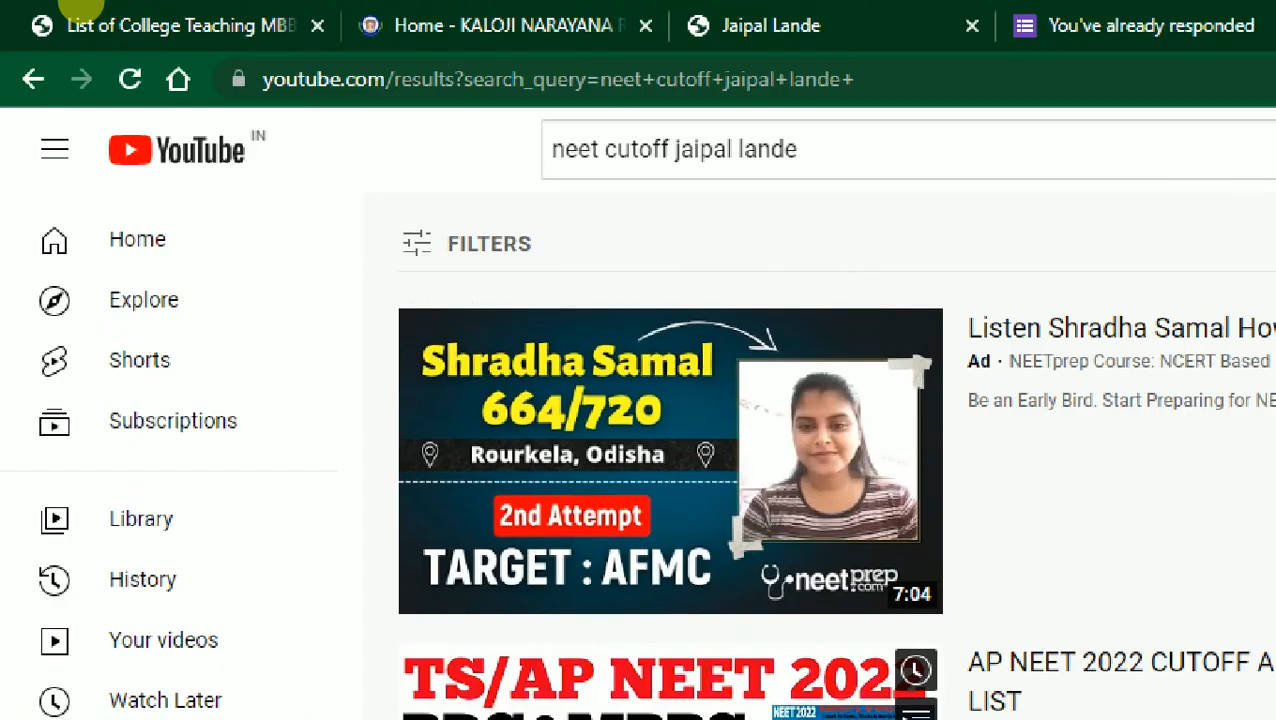 List of College Teaching MBB
Home - KALOJI NARAYANA R
Jaipal Lande
You've already responded
youtube.com/results?search_query=neet+cutoff+jaipal+lande+
YouTube IN
neet cutoff jaipal lande
Home
Explore
Shorts
Subscriptions
Library
History
Your videos
Watch Later
FILTERS
Shradha Samal
664/720
Rourkela, Odisha
2nd Attempt
TARGET : AFMC
neetprep.com
7:04
Listen Shradha Samal Ho
Ad · NEETprep Course: NCERT Based
Be an Early Bird. Start Preparing for NE
TS/AP NEET 2022
NEET 2022
AP NEET 2022 CUTOFF A
LIST